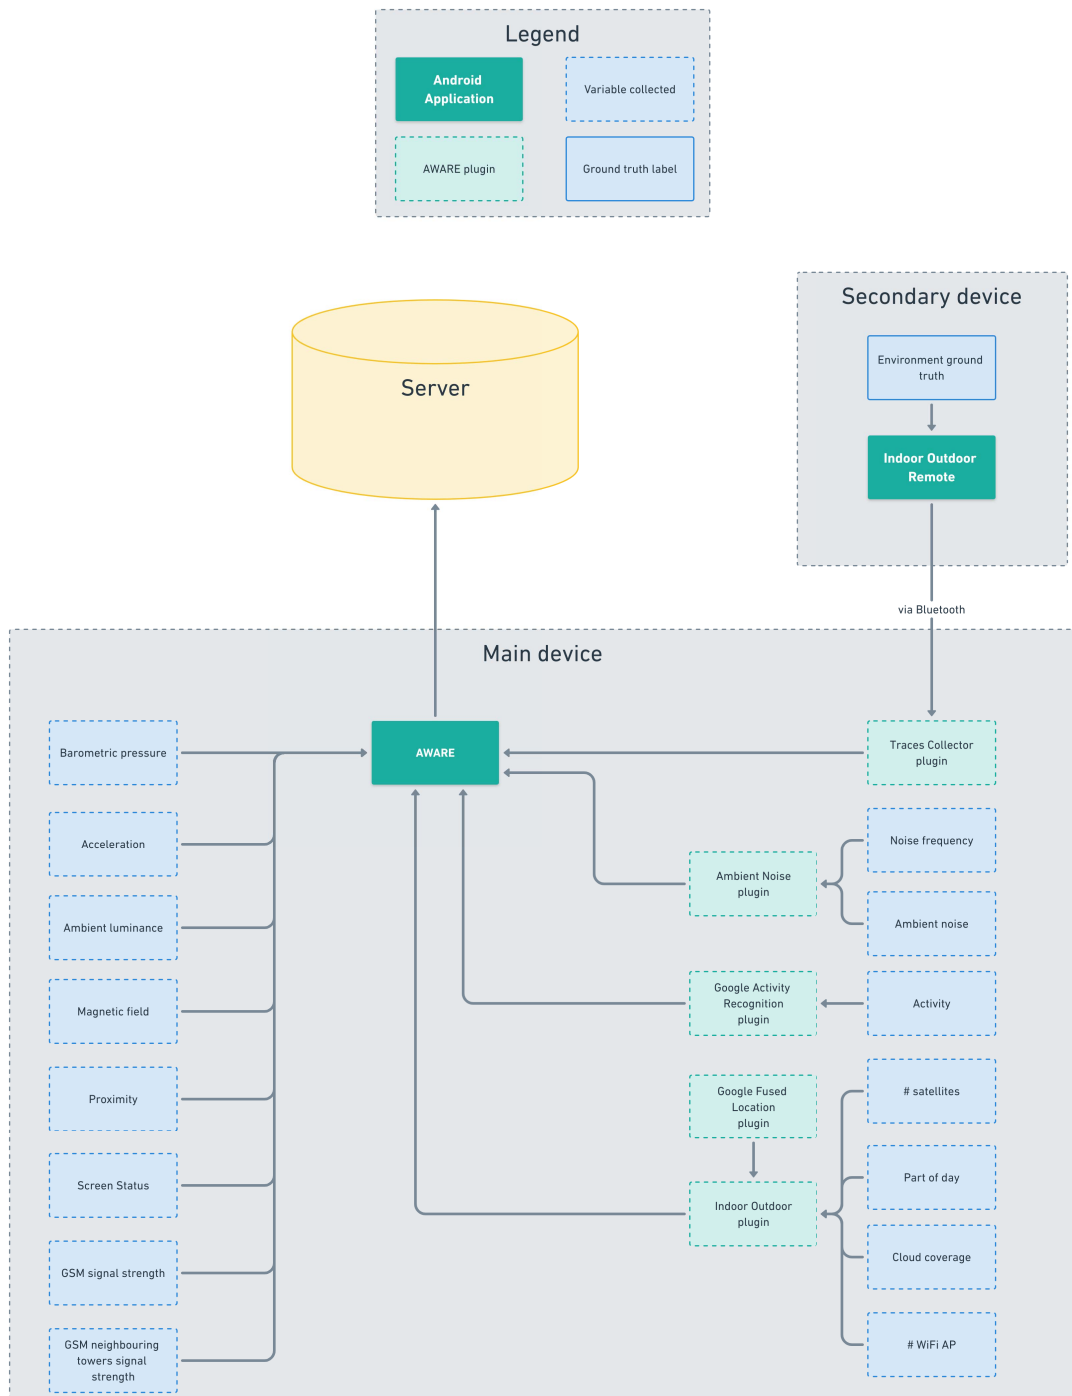 Legend
Android
Application
Variable collected
AWARE plugin
Ground truth label
Secondary device
Environment ground
truth
Server
Indoor Outdoor
Remote
via Bluetooth
Main device
Barometric pressure
AWARE
Traces Collector
plugin
Acceleration
Noise frequency
Ambient Noise
plugin
Ambient luminance
Ambient noise
Magnetic field
Google Activity
Recognition
plugin
Activity
Proximity
Google Fused
Location
plugin
# satellites
Screen Status
Part of day
Indoor Outdoor
plugin
GSM signal strength
Cloud coverage
GSM neighbouring
towers signal
strength
# WiFi AP